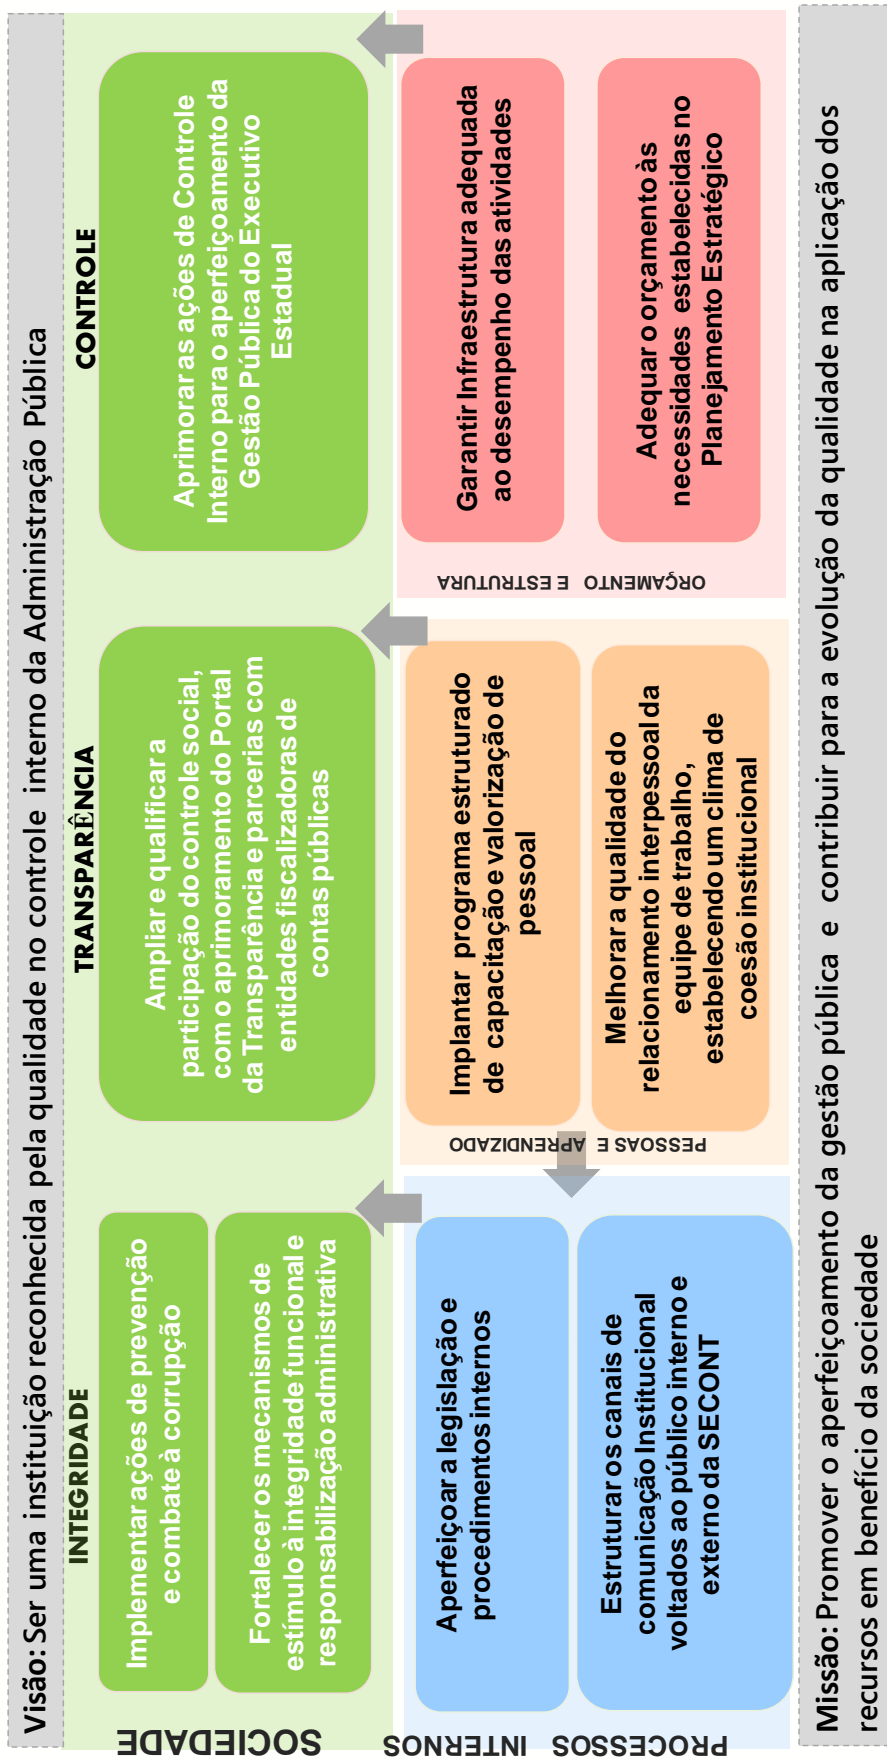 Visão: Ser uma instituição reconhecida pela qualidade no controle interno da Administração Pública
SOCIEDADE
INTEGRIDADE
Implementar ações de prevenção
e combate à corrupção
Fortalecer os mecanismos de
estímulo à integridade funcional e
responsabilização administrativa
TRANSPARÊNCIA
Ampliar e qualificar a
participação do controle social,
com o aprimoramento do Portal
da Transparência e parcerias com
entidades fiscalizadoras de
contas públicas
CONTROLE
Aprimorar as ações de Controle
Interno para o aperfeiçoamento da
Gestão Pública do Executivo
Estadual
PROCESSOS INTERNOS
Aperfeiçoar a legislação e
procedimentos internos
Estruturar os canais de
comunicação Institucional
voltados ao público interno e
externo da SECONT
PESSOAS E APRENDIZADO
Implantar programa estruturado
de capacitação e valorização de
pessoal
Melhorar a qualidade do
relacionamento interpessoal da
equipe de trabalho,
estabelecendo um clima de
coesão institucional
ORÇAMENTO E ESTRUTURA
Garantir Infraestrutura adequada
ao desempenho das atividades
Adequar o orçamento às
necessidades estabelecidas no
Planejamento Estratégico
Missão: Promover o aperfeiçoamento da gestão pública e contribuir para a evolução da qualidade na aplicação dos
recursos em benefício da sociedade